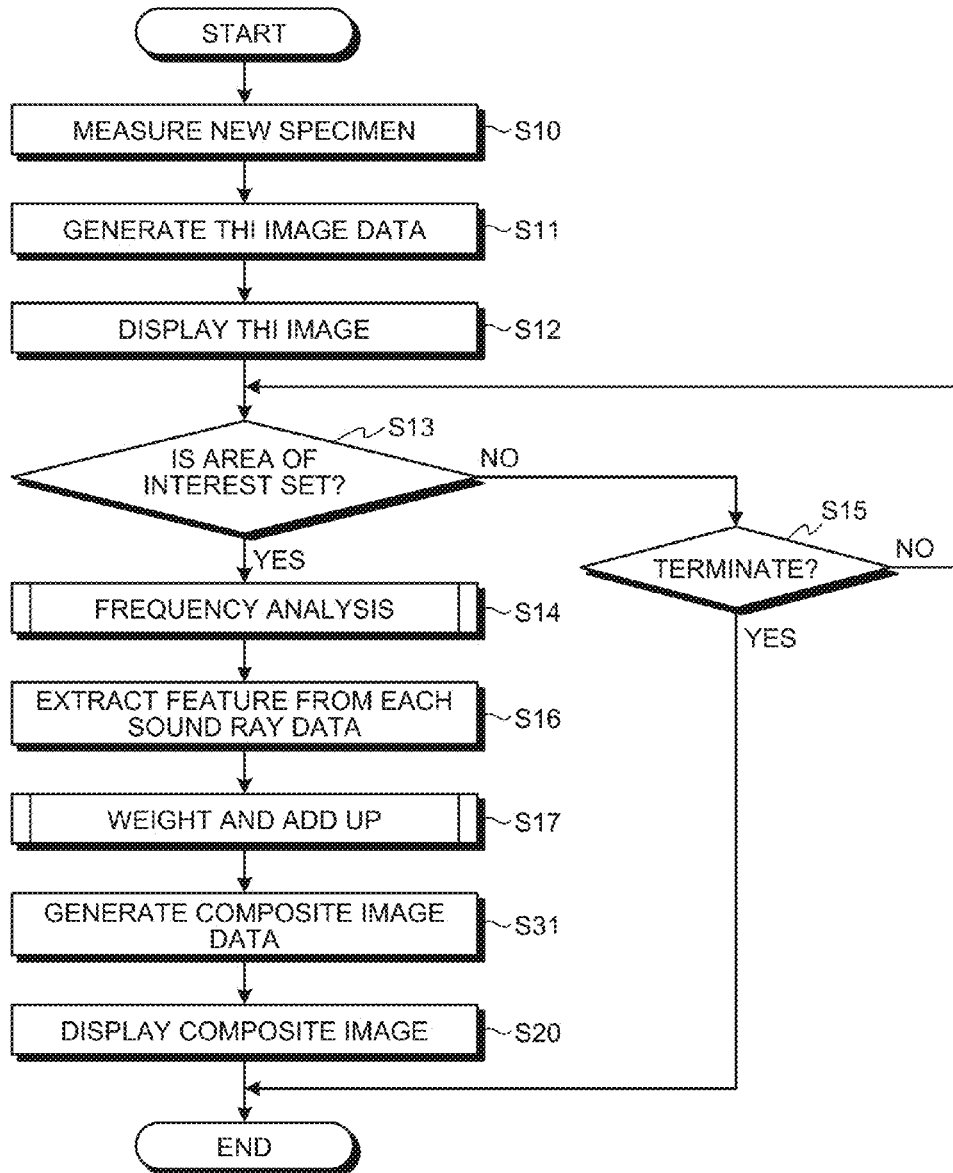 START
MEASURE NEW SPECIMEN
S10
GENERATE THI IMAGE DATA
S11
DISPLAY THI IMAGE
S12
S13
IS AREA OF
INTEREST SET?
NO
YES
S15
TERMINATE?
NO
YES
FREQUENCY ANALYSIS
S14
EXTRACT FEATURE FROM EACH
SOUND RAY DATA
S16
WEIGHT AND ADD UP
S17
GENERATE COMPOSITE IMAGE
DATA
S31
DISPLAY COMPOSITE IMAGE
S20
END